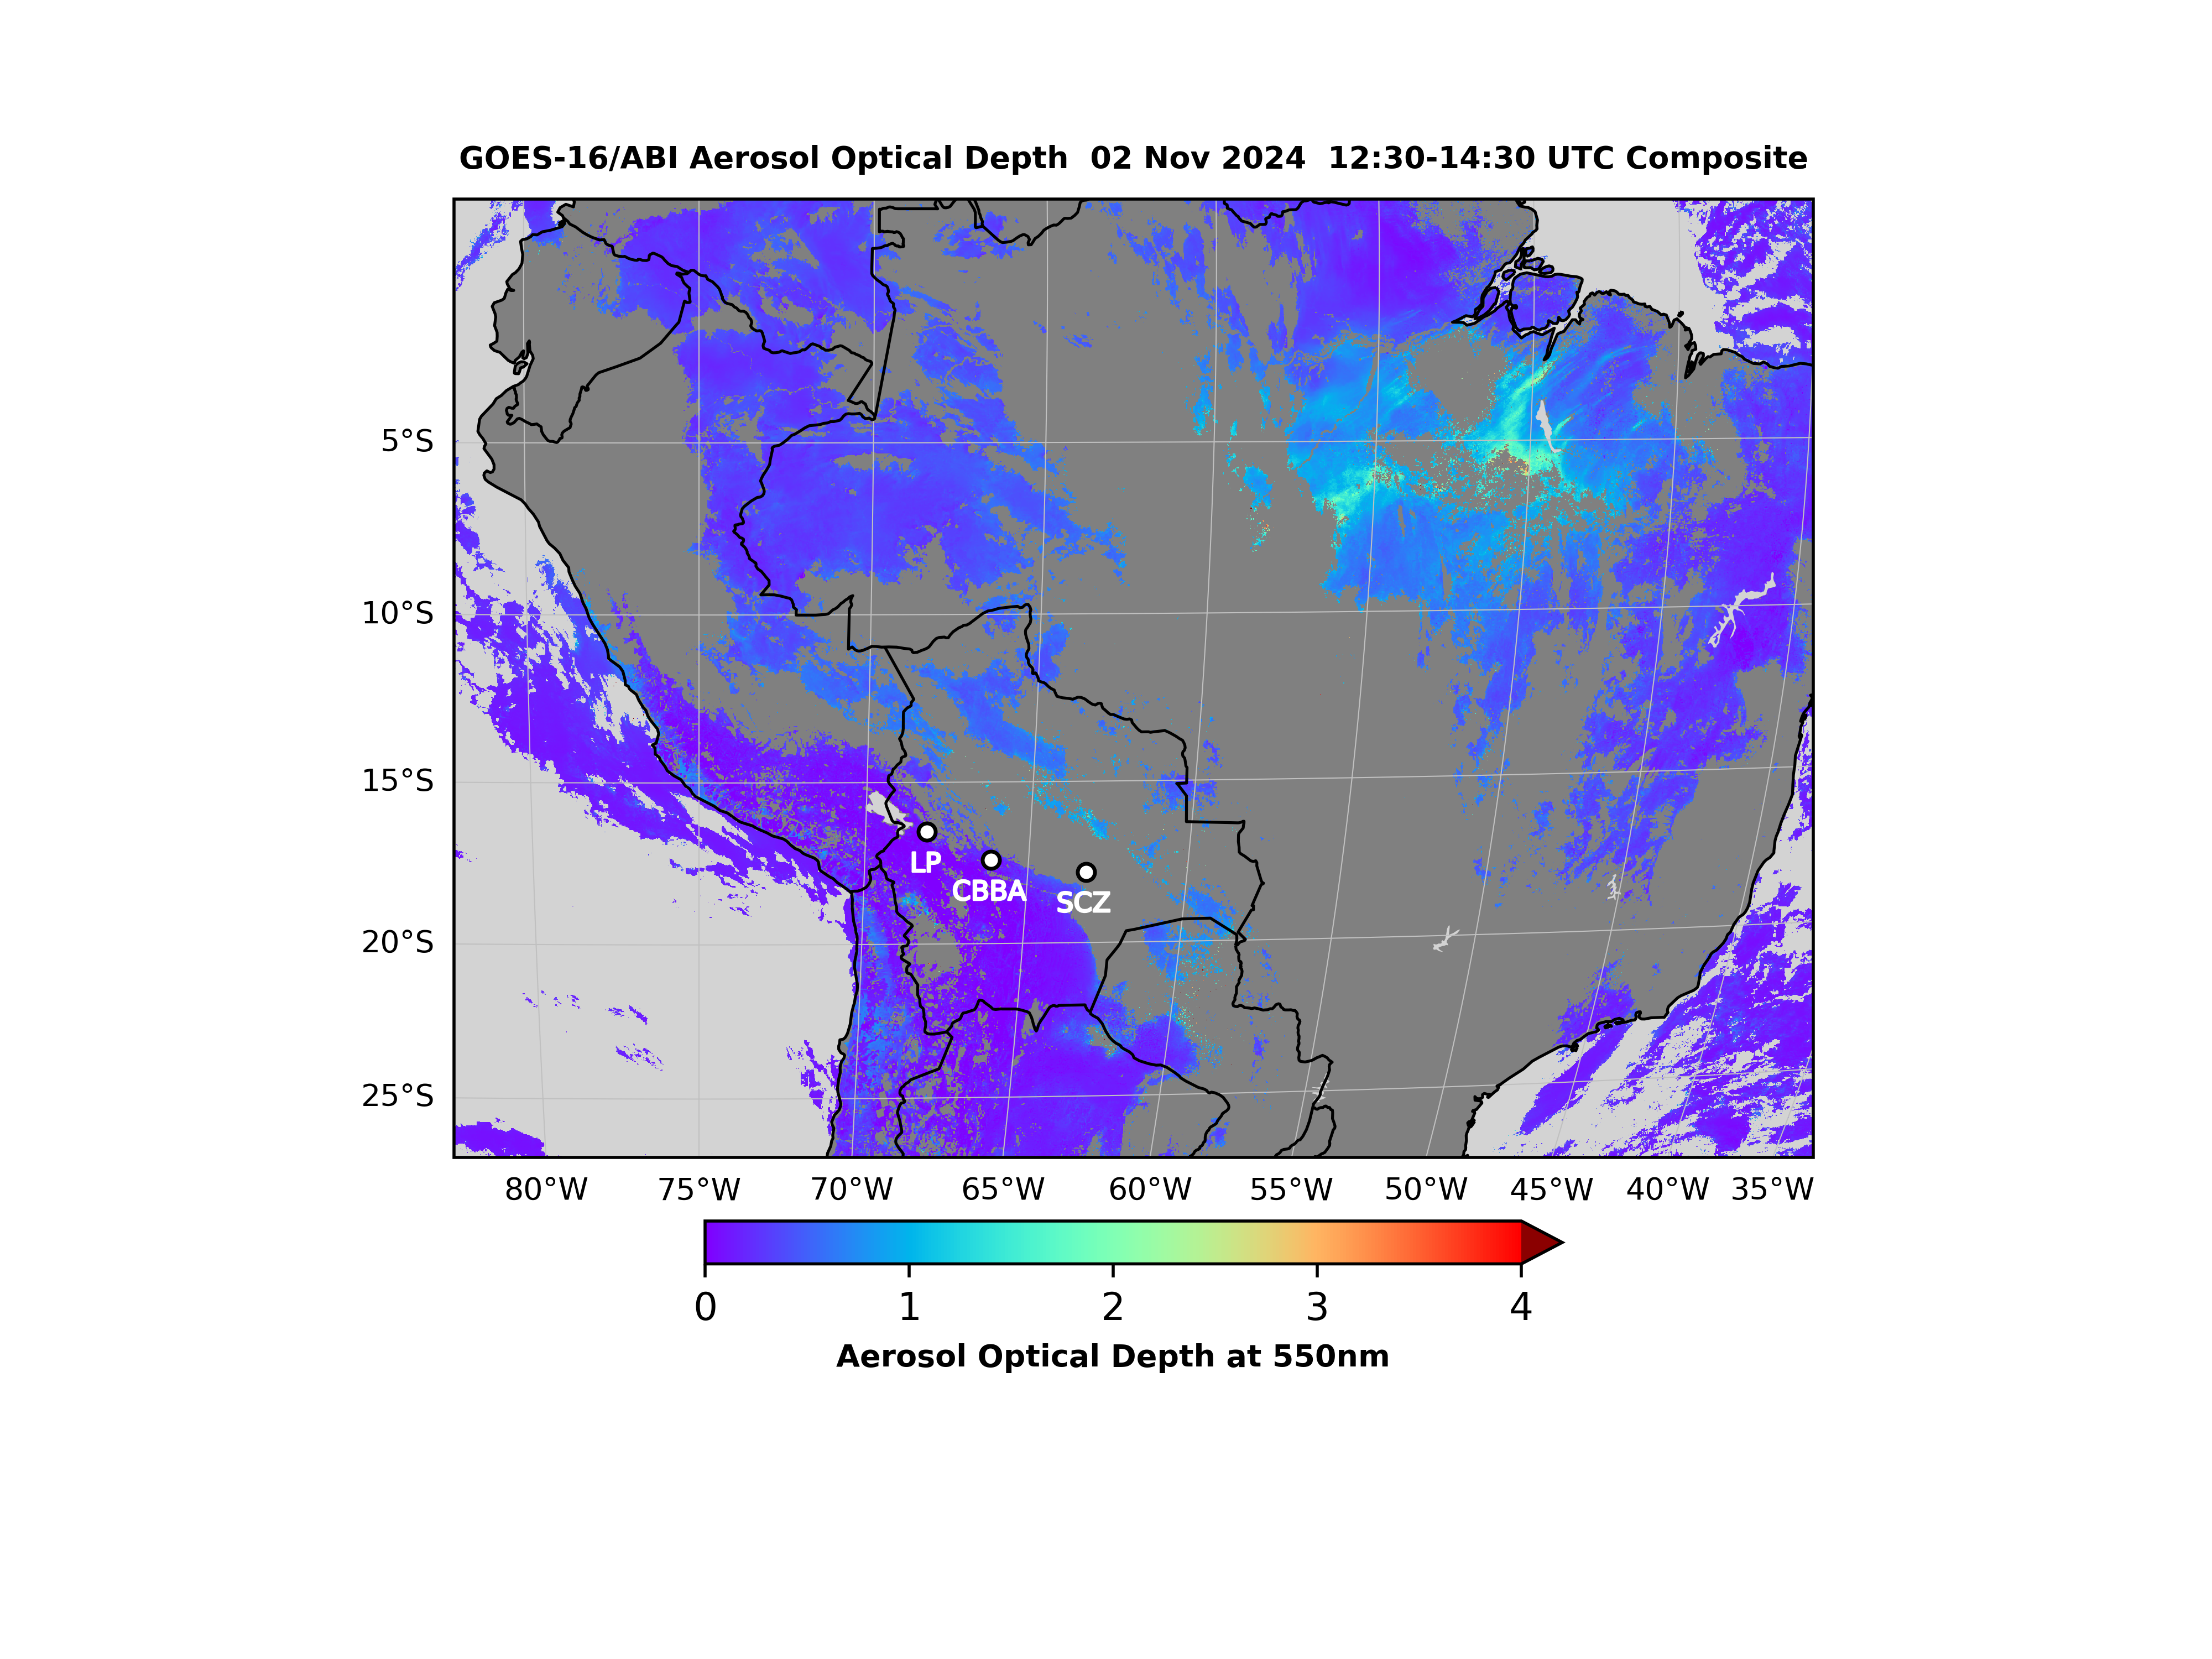 GOES-16/ABI Aerosol Optical Depth  02 Nov 2024  12:30-14:30 UTC Composite
5°S
10°S
15°S
20°S
25°S
LP
CBBA
SCZ
80°W 75°W 70°W 65°W 60°W 55°W 50°W 45°W 40°W 35°W
0 1 2 3 4
Aerosol Optical Depth at 550nm